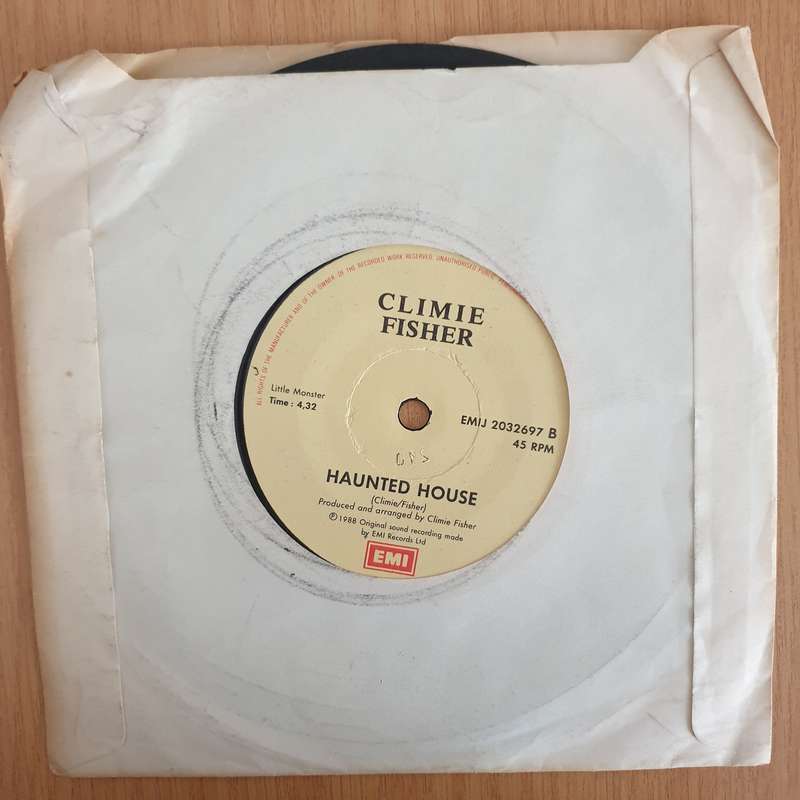 ALL RIGHTS OF THE MANUFACTURER AND OF THE OWNER OF THE RECORDED WORK RESERVED. UNAUTHORISED PUBLIC
CLIMIE
FISHER
Little Monster
Time : 4,32
EMIJ 2032697 B
45 RPM
HAUNTED HOUSE
(Climie/Fisher)
Produced and arranged by Climie Fisher
℗ 1988 Original sound recording made
by EMI Records Ltd
EMI